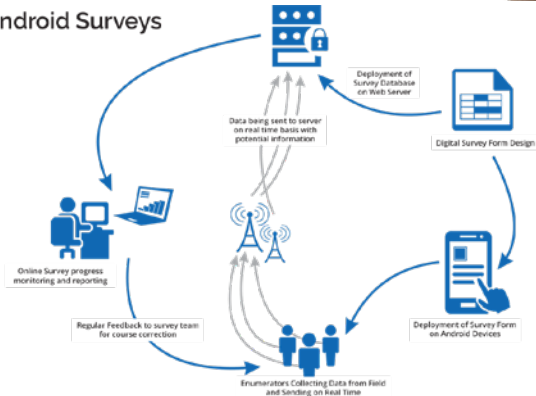 ndroid Surveys
Deployment of
Survey Database
on Web Server
Data being sent to server
on real time basis with
potential information
Digital Survey Form Design
Online Survey progress
monitoring and reporting
Deployment of Survey Form
on Android Devices
Regular Feedback to survey team
for course correction
Enumerators Collecting Data from Field
and Sending on Real Time